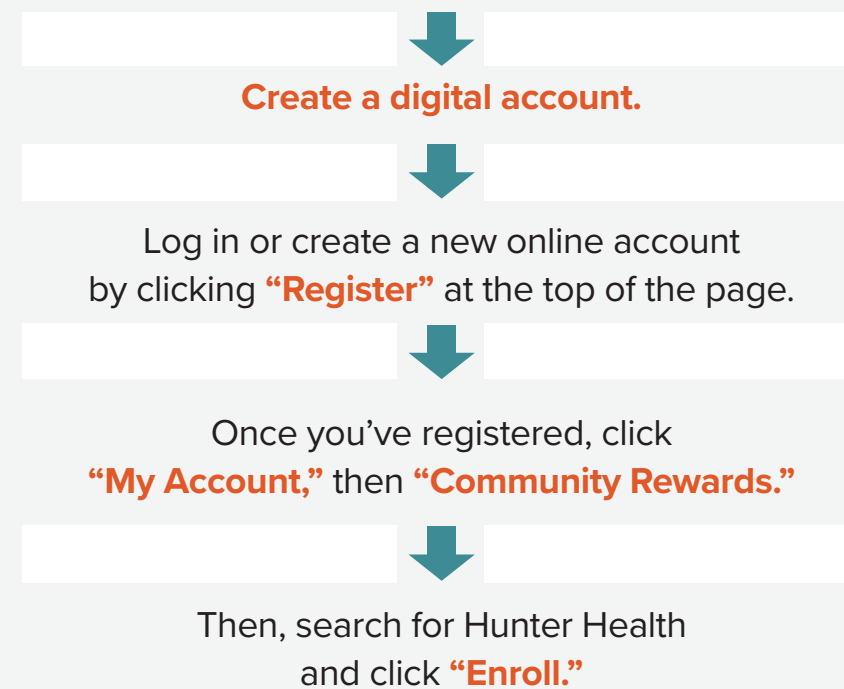 Create a digital account.
Log in or create a new online account
by clicking “Register” at the top of the page.
Once you’ve registered, click
“My Account,” then “Community Rewards.”
Then, search for Hunter Health
and click “Enroll.”